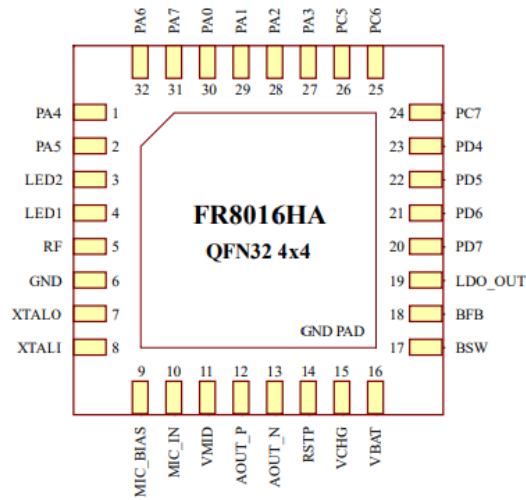 PA6 PA7 PA0 PA1 PA2 PA3 PC5 PC6
32 31 30 29 28 27 26 25
PA4 1 24 PC7
PA5 2 23 PD4
LED2 3 22 PD5
LED1 4 FR8016HA 21 PD6
RF 5 QFN32 4x4 20 PD7
GND 6 19 LDO_OUT
XTALO 7 18 BFB
XTALI 8 GND PAD 17 BSW
9 10 11 12 13 14 15 16
MIC_BIAS MIC_IN VMID AOUT_P AOUT_N RSTP VCHG VBAT